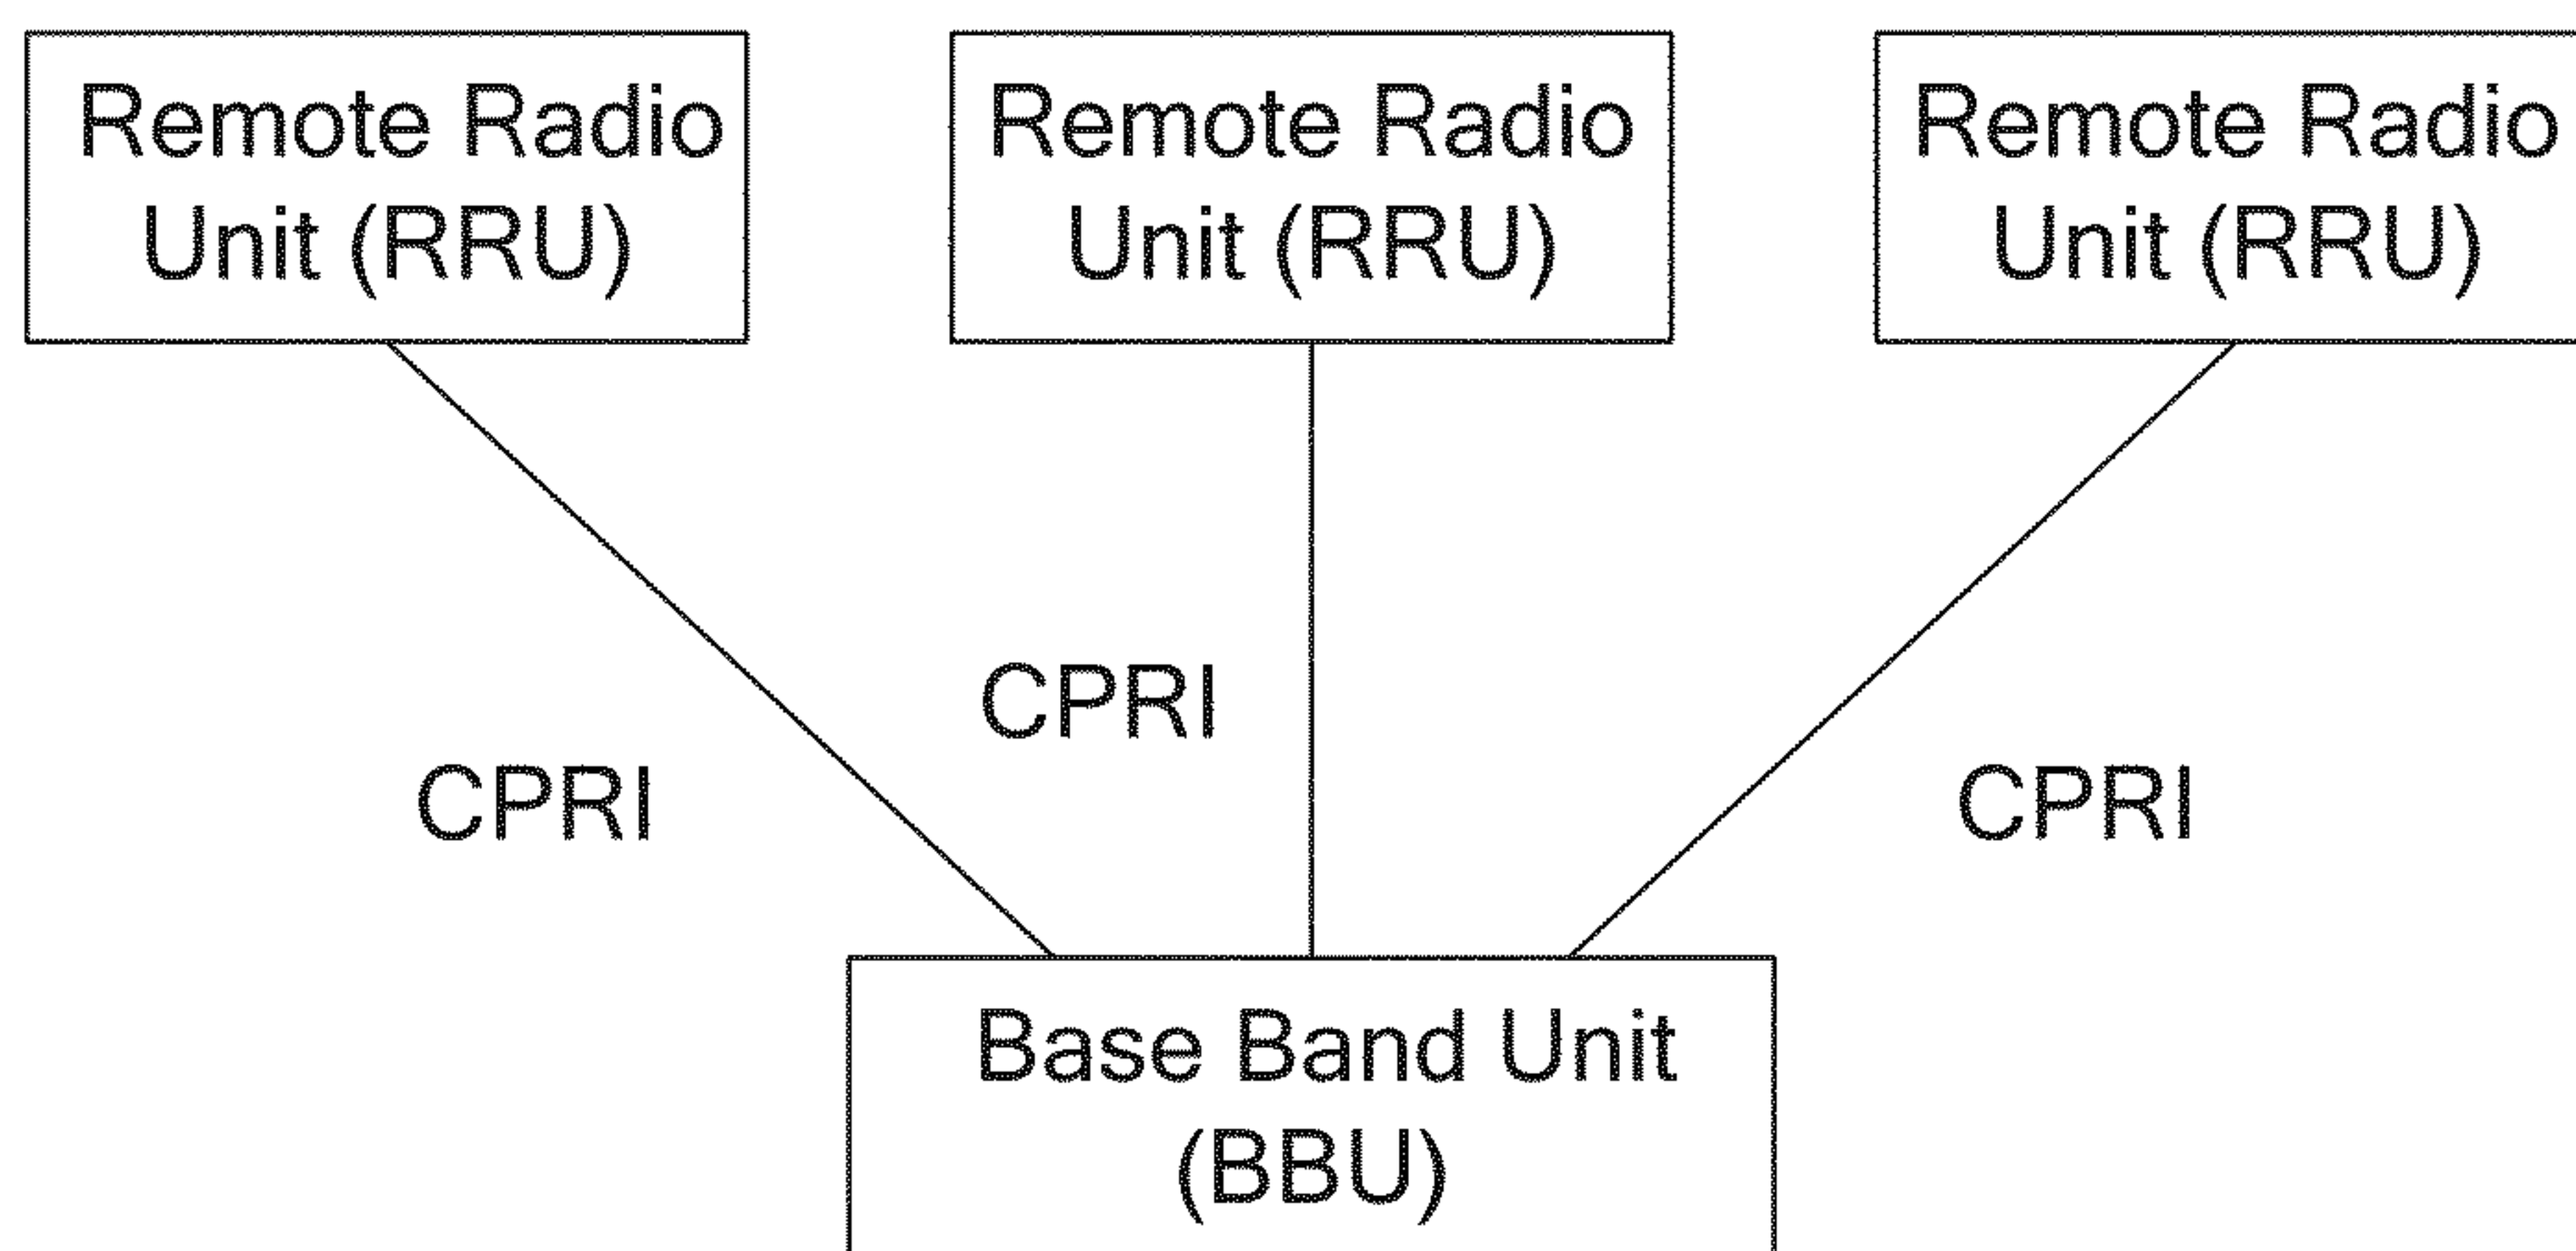 Remote Radio
Unit (RRU)
Remote Radio
Unit (RRU)
Remote Radio
Unit (RRU)
CPRI
CPRI
CPRI
Base Band Unit
(BBU)